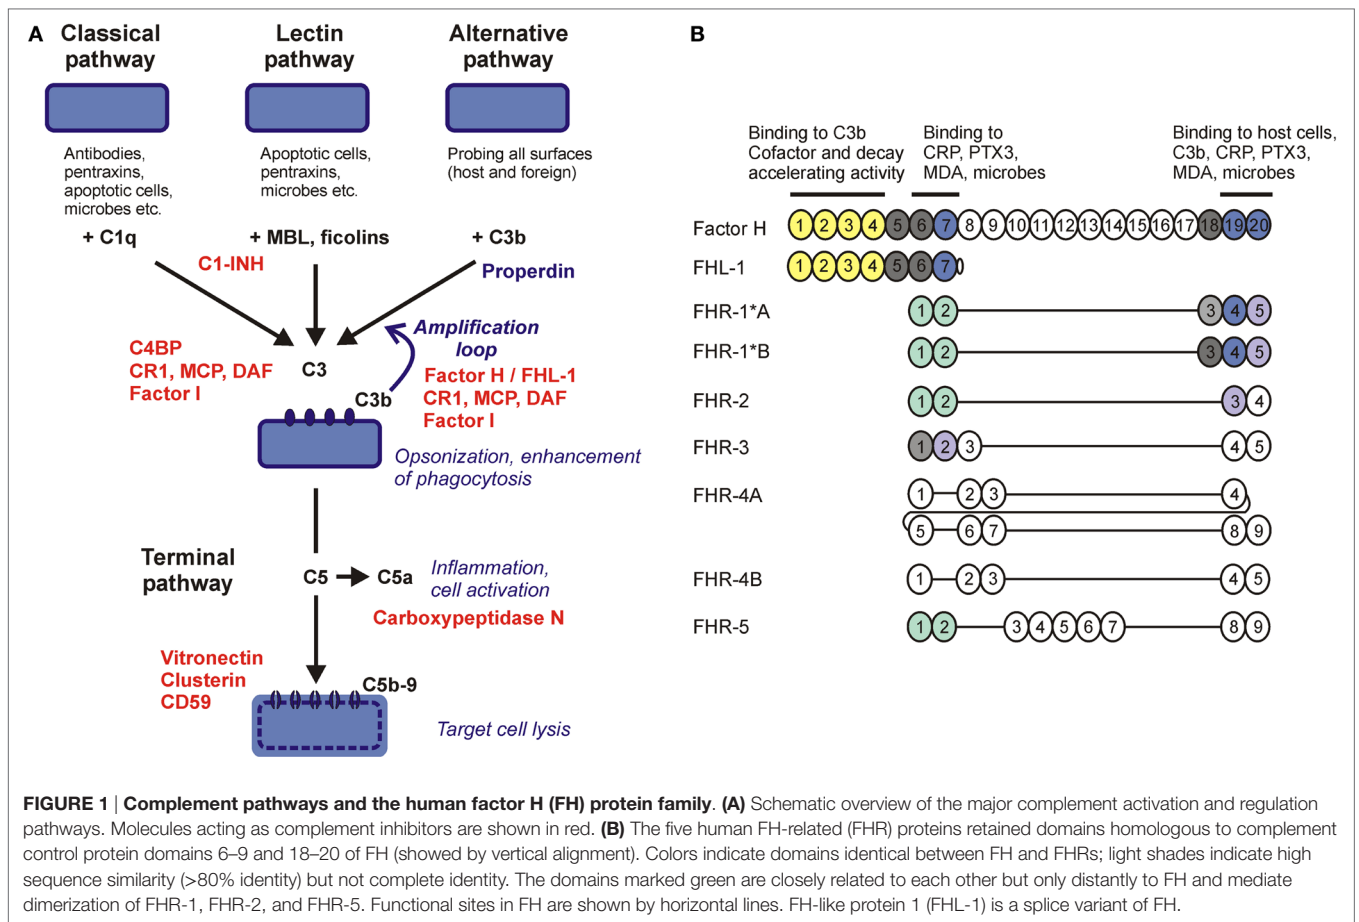 A
Classical
pathway
Lectin
pathway
Alternative
pathway
Antibodies,
pentraxins,
apoptotic cells,
microbes etc.
Apoptotic cells,
pentraxins,
microbes etc.
Probing all surfaces
(host and foreign)
+ C1q
+ MBL, ficolins
+ C3b
C1-INH
Properdin
Amplification
loop
C4BP
CR1, MCP, DAF
Factor I
C3
C3b
Factor H / FHL-1
CR1, MCP, DAF
Factor I
Opsonization, enhancement
of phagocytosis
Terminal
pathway
C5
C5a
Inflammation,
cell activation
Carboxypeptidase N
Vitronectin
Clusterin
CD59
C5b-9
Target cell lysis
B
Binding to C3b
Cofactor and decay
accelerating activity
Binding to
CRP, PTX3,
MDA, microbes
Binding to host cells,
C3b, CRP, PTX3,
MDA, microbes
Factor H 1 2 3 4 5 6 7 8 9 10 11 12 13 14 15 16 17 18 19 20
FHL-1 1 2 3 4 5 6 7
FHR-1*A 1 2 3 4 5
FHR-1*B 1 2 3 4 5
FHR-2 1 2 3 4
FHR-3 1 2 3 4 5
FHR-4A 1 2 3 4
5 6 7 8 9
FHR-4B 1 2 3 4 5
FHR-5 1 2 3 4 5 6 7 8 9
FIGURE 1 | Complement pathways and the human factor H (FH) protein family. (A) Schematic overview of the major complement activation and regulation
pathways. Molecules acting as complement inhibitors are shown in red. (B) The five human FH-related (FHR) proteins retained domains homologous to complement
control protein domains 6–9 and 18–20 of FH (showed by vertical alignment). Colors indicate domains identical between FH and FHRs; light shades indicate high
sequence similarity (>80% identity) but not complete identity. The domains marked green are closely related to each other but only distantly to FH and mediate
dimerization of FHR-1, FHR-2, and FHR-5. Functional sites in FH are shown by horizontal lines. FH-like protein 1 (FHL-1) is a splice variant of FH.